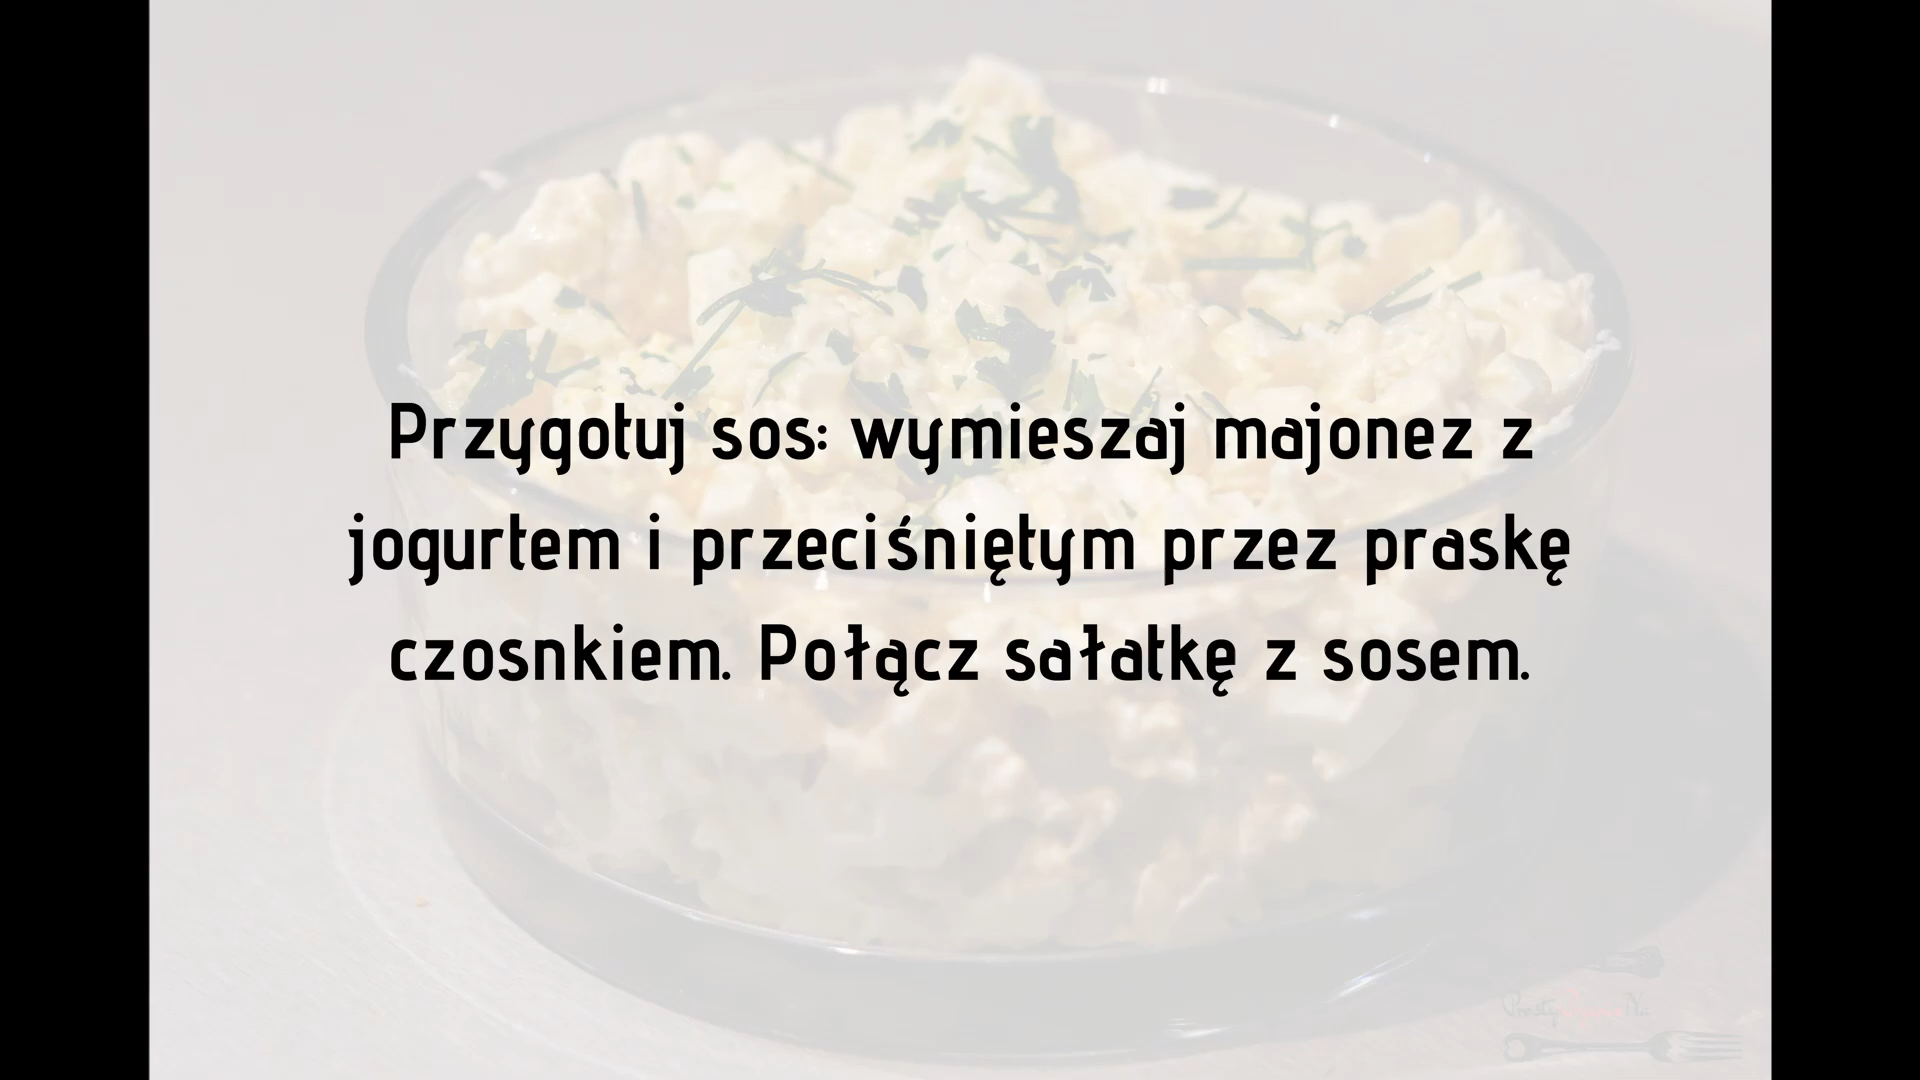 Przygotuj sos: wymieszaj majonez z
jogurtem i przeciśniętym przez praskę
czosnkiem. Połącz sałatkę z sosem.